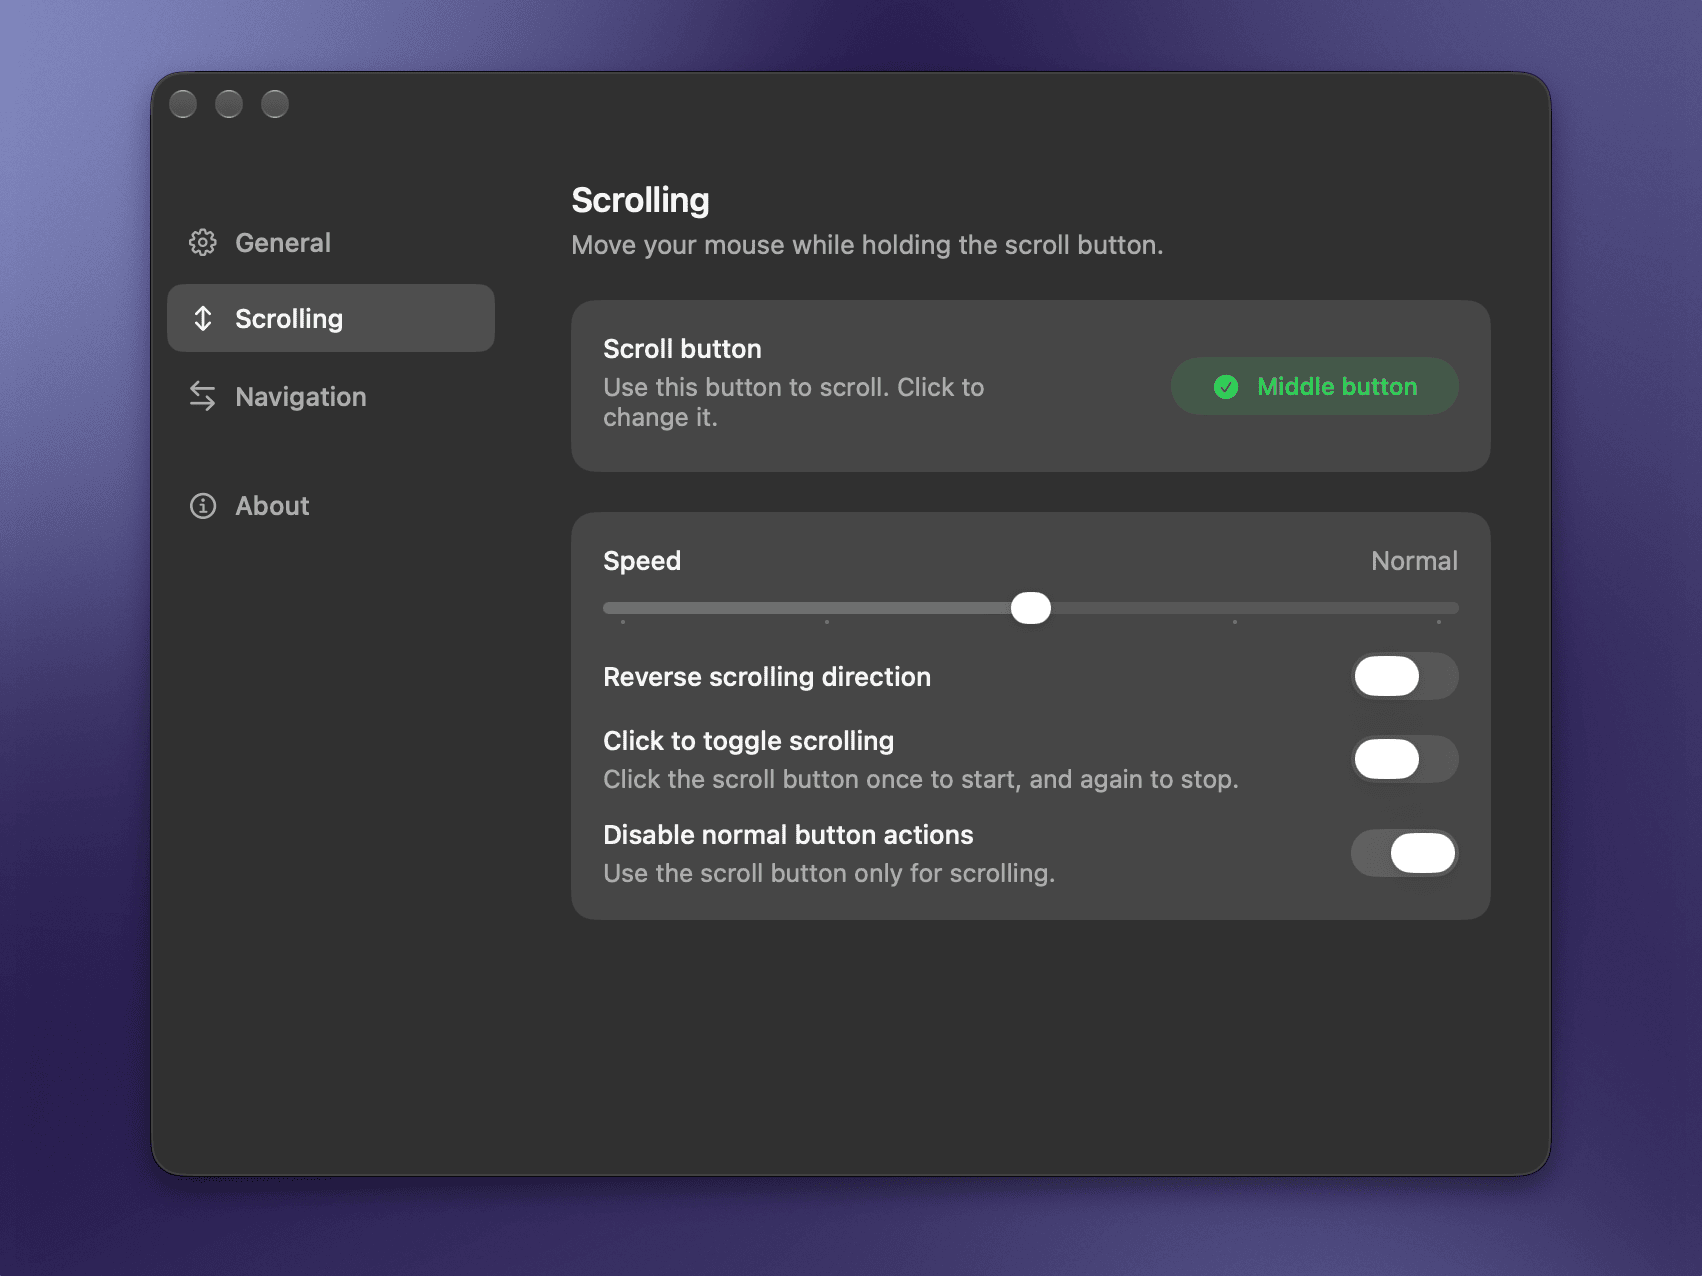 General
Scrolling
Navigation
About
Scrolling
Move your mouse while holding the scroll button.
Scroll button
Use this button to scroll. Click to
change it.
Middle button
Speed
Normal
Reverse scrolling direction
Click to toggle scrolling
Click the scroll button once to start, and again to stop.
Disable normal button actions
Use the scroll button only for scrolling.